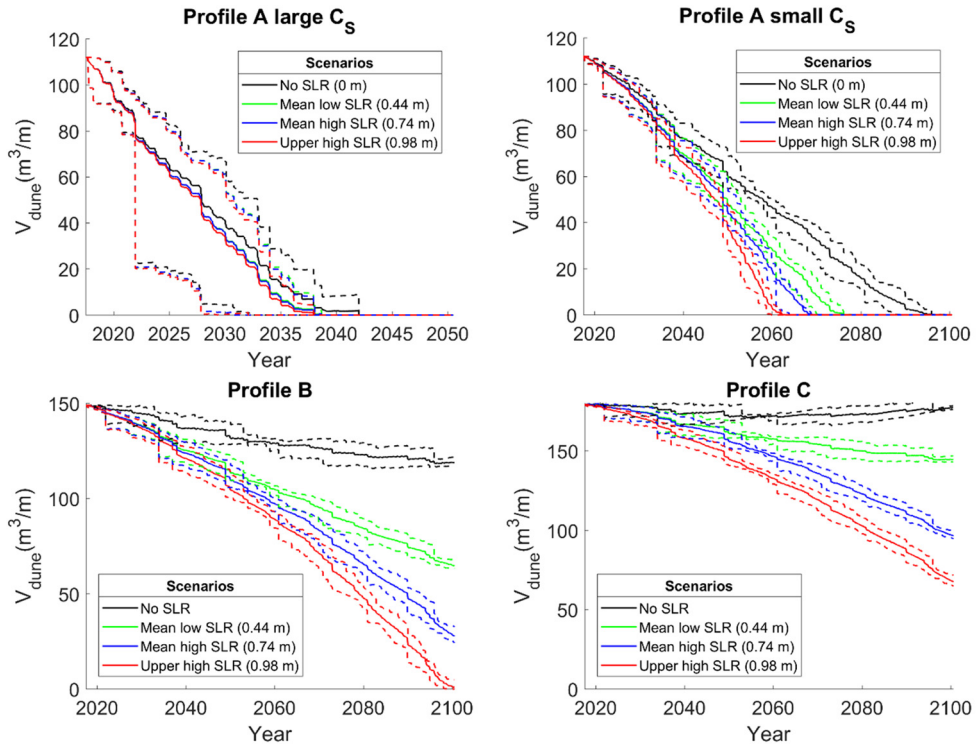 Profile A large C_S
120
100
80
60
40
20
0
V_dune(m^3/m)
Scenarios
No SLR (0 m)
Mean low SLR (0.44 m)
Mean high SLR (0.74 m)
Upper high SLR (0.98 m)
2020 2025 2030 2035 2040 2045 2050
Year
Profile A small C_S
120
100
80
60
40
20
0
V_dune(m^3/m)
Scenarios
No SLR (0 m)
Mean low SLR (0.44 m)
Mean high SLR (0.74 m)
Upper high SLR (0.98 m)
2020 2040 2060 2080 2100
Year
Profile B
150
100
50
0
V_dune(m^3/m)
Scenarios
No SLR
Mean low SLR (0.44 m)
Mean high SLR (0.74 m)
Upper high SLR (0.98 m)
2020 2040 2060 2080 2100
Year
Profile C
150
100
50
0
V_dune(m^3/m)
Scenarios
No SLR
Mean low SLR (0.44 m)
Mean high SLR (0.74 m)
Upper high SLR (0.98 m)
2020 2040 2060 2080 2100
Year